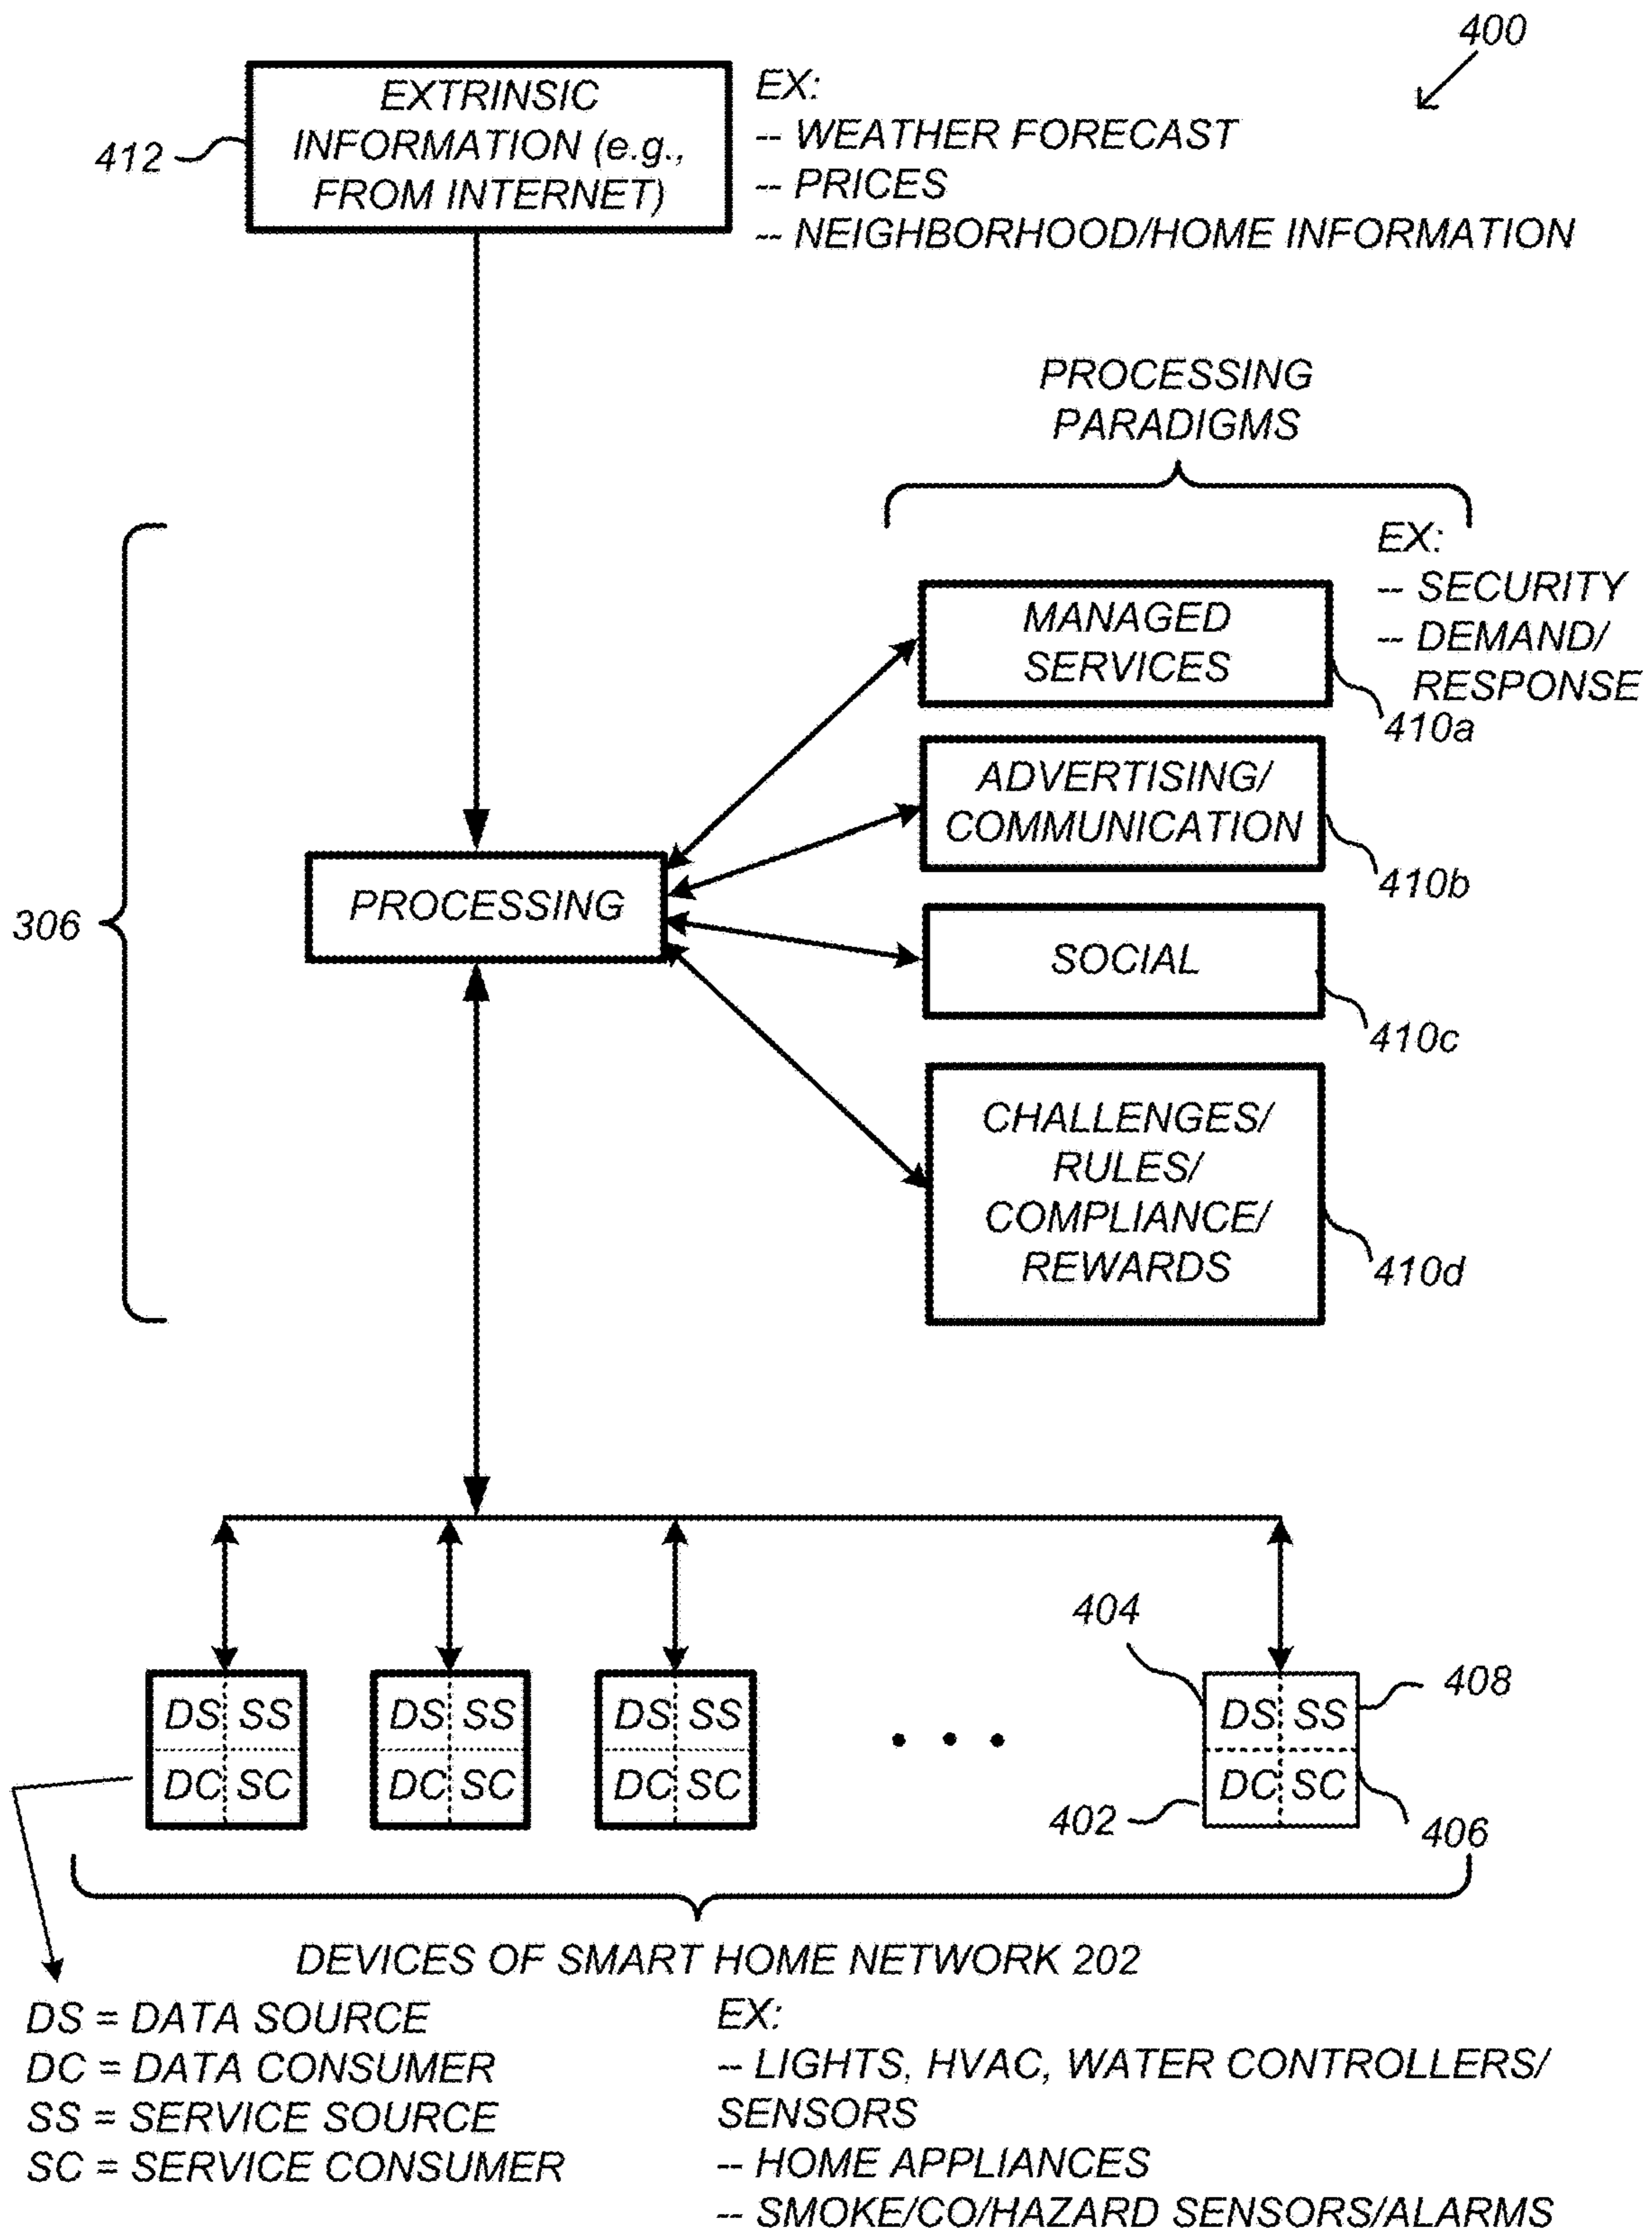 400
EXTRINSIC
INFORMATION (e.g.,
FROM INTERNET)
412
EX:
-- WEATHER FORECAST
-- PRICES
-- NEIGHBORHOOD/HOME INFORMATION
PROCESSING
PARADIGMS
EX:
-- SECURITY
-- DEMAND/
RESPONSE
MANAGED
SERVICES
410a
ADVERTISING/
COMMUNICATION
410b
306
PROCESSING
SOCIAL
410c
CHALLENGES/
RULES/
COMPLIANCE/
REWARDS
410d
404
408
DS SS
DC SC
DS SS
DC SC
DS SS
DC SC
• • •
DS SS
DC SC
402
406
DEVICES OF SMART HOME NETWORK 202
DS = DATA SOURCE
DC = DATA CONSUMER
SS = SERVICE SOURCE
SC = SERVICE CONSUMER
EX:
-- LIGHTS, HVAC, WATER CONTROLLERS/
SENSORS
-- HOME APPLIANCES
-- SMOKE/CO/HAZARD SENSORS/ALARMS